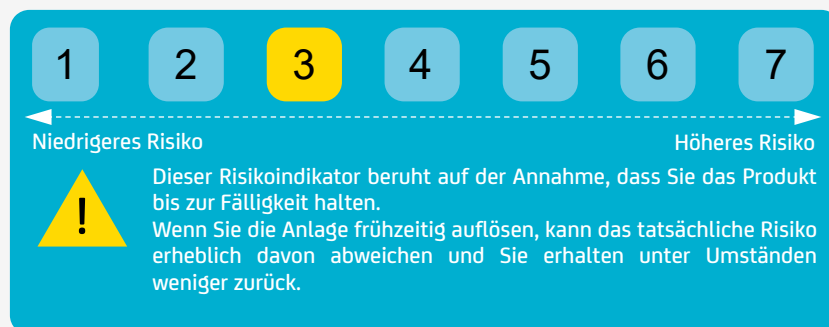 1 2 3 4 5 6 7
Niedrigeres Risiko Höheres Risiko
!
Dieser Risikoindikator beruht auf der Annahme, dass Sie das Produkt
bis zur Fälligkeit halten.
Wenn Sie die Anlage frühzeitig auflösen, kann das tatsächliche Risiko
erheblich davon abweichen und Sie erhalten unter Umständen
weniger zurück.